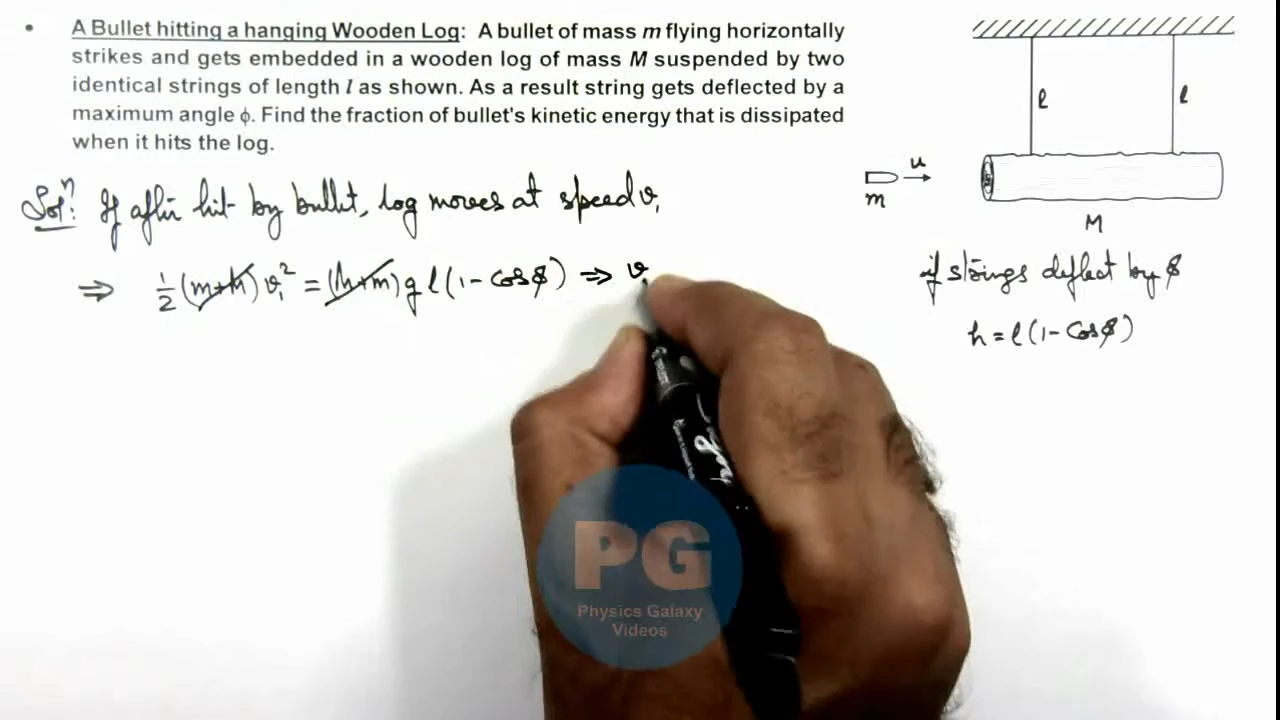 • A Bullet hitting a hanging Wooden Log: A bullet of mass m flying horizontally
strikes and gets embedded in a wooden log of mass M suspended by two
identical strings of length l as shown. As a result string gets deflected by a
maximum angle ϕ. Find the fraction of bullet's kinetic energy that is dissipated
when it hits the log.
ℓ ℓ
u
m
M
Solⁿ: If after hit by bullet, log moves at speed v₁
⇒ ½(m+M)v₁² = (M+m)gℓ(1-Cosϕ) ⇒ v₁
if strings deflect by ϕ
h = ℓ(1-Cosϕ)
PG
Physics Galaxy
Videos